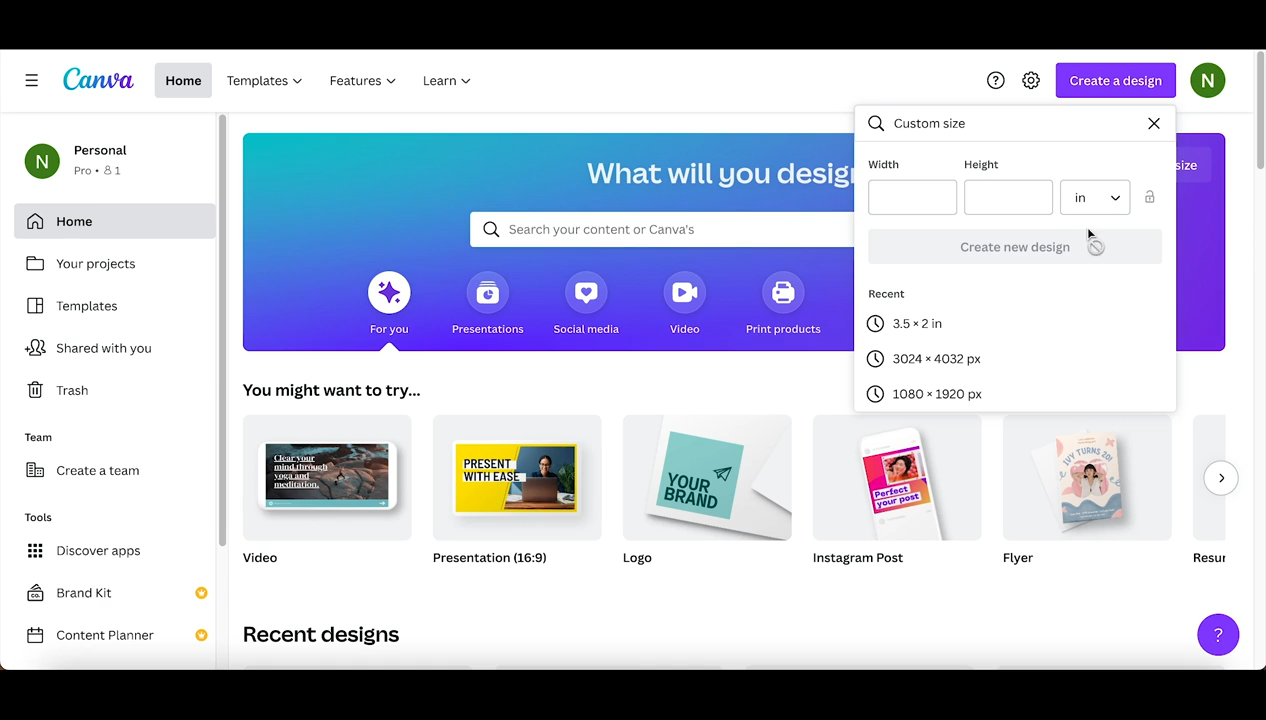 Canva
Home
Templates
Features
Learn
Create a design
N
N
Personal
Pro • 1
Home
Your projects
Templates
Shared with you
Trash
Team
Create a team
Tools
Discover apps
Brand Kit
Content Planner
What will you design
size
Search your content or Canva's
For you
Presentations
Social media
Video
Print products
Custom size
Width
Height
in
Create new design
Recent
3.5 × 2 in
3024 × 4032 px
1080 × 1920 px
You might want to try...
Clear your
mind through
yoga and
meditation.
PRESENT
WITH EASE
YOUR
BRAND
Perfect
your post
IVY TURNS 20!
Video
Presentation (16:9)
Logo
Instagram Post
Flyer
Recent designs
?